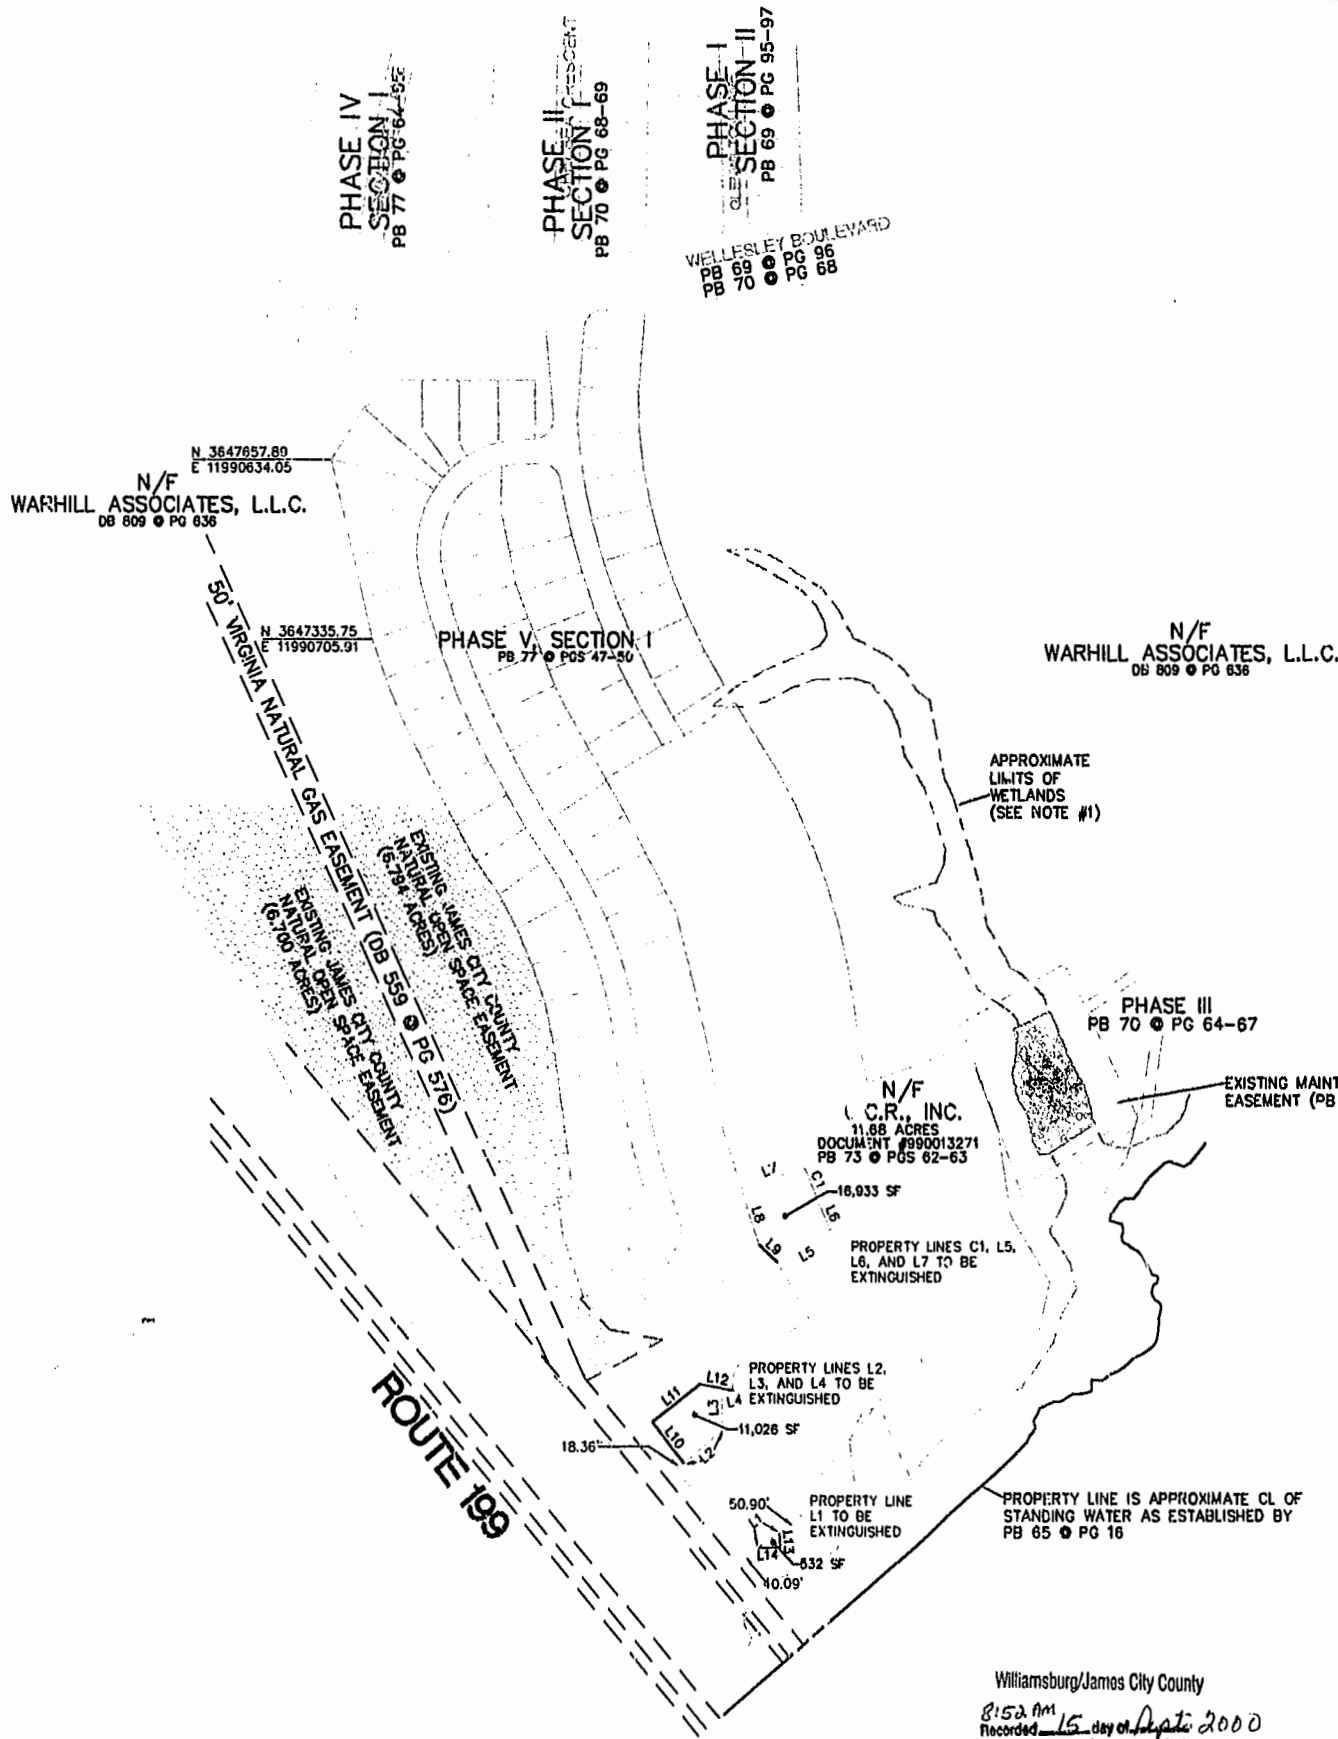 PHASE IV
SECTION I
PB 77 @ PG 64-
PHASE II
SECTION I
PB 70 @ PG 68-69
CRESCENT
PHASE I
SECTION II
PB 69 @ PG 95-97
WELLESLEY BOULEVARD
PB 69 @ PG 96
PB 70 @ PG 68
N 3647657.89
E 11990634.05
N/F
WARHILL ASSOCIATES, L.L.C.
DB 809 @ PG 636
50' VIRGINIA NATURAL GAS EASEMENT (DB 559 @ PG 576)
N 3647335.75
E 11990705.91
PHASE V, SECTION I
PB 77 @ PGS 47-50
N/F
WARHILL ASSOCIATES, L.L.C.
DB 809 @ PG 636
APPROXIMATE
LIMITS OF
WETLANDS
(SEE NOTE #1)
EXISTING JAMES CITY COUNTY
NATURAL OPEN SPACE EASEMENT
(6.794 ACRES)
EXISTING JAMES CITY COUNTY
NATURAL OPEN SPACE EASEMENT
(6.700 ACRES)
PHASE III
PB 70 @ PG 64-67
EXISTING MAINT
EASEMENT (PB
N/F
C.R., INC.
11.68 ACRES
DOCUMENT #990013271
PB 73 @ PGS 62-63
L7
C1
16,933 SF
L8
L6
L9
L5
PROPERTY LINES C1, L5,
L6, AND L7 TO BE
EXTINGUISHED
ROUTE 199
L11
L12
PROPERTY LINES L2,
L3, AND L4 TO BE
EXTINGUISHED
L3
L4
11,026 SF
L10
L2
18.36'
50.90'
PROPERTY LINE
L1 TO BE
EXTINGUISHED
L1
L13
L14
632 SF
40.09'
PROPERTY LINE IS APPROXIMATE CL OF
STANDING WATER AS ESTABLISHED BY
PB 65 @ PG 16
Williamsburg/James City County
8:52 AM
Recorded 15 day of Sept. 2000